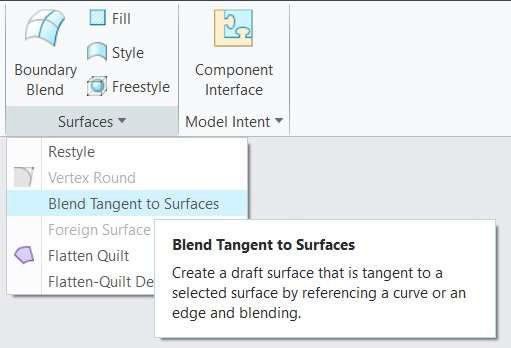 Fill
Style
Freestyle
Boundary
Blend
Component
Interface
Surfaces
Model Intent
Restyle
Vertex Round
Blend Tangent to Surfaces
Foreign Surface
Flatten Quilt
Flatten-Quilt De
Blend Tangent to Surfaces
Create a draft surface that is tangent to a
selected surface by referencing a curve or an
edge and blending.